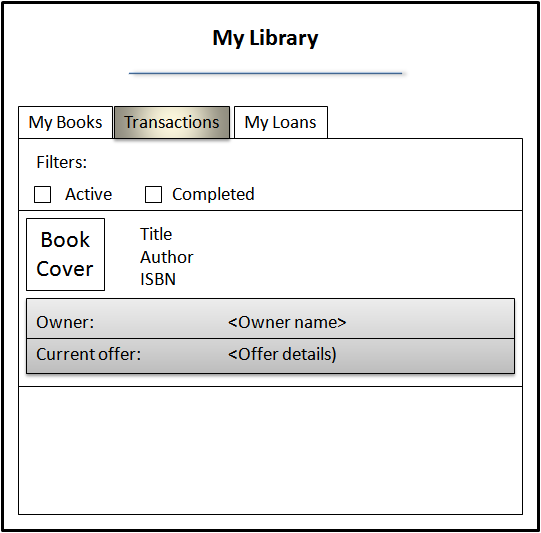 My Library
My Books Transactions My Loans
Filters:
Active Completed
Book
Cover
Title
Author
ISBN
Owner: <Owner name>
Current offer: <Offer details)